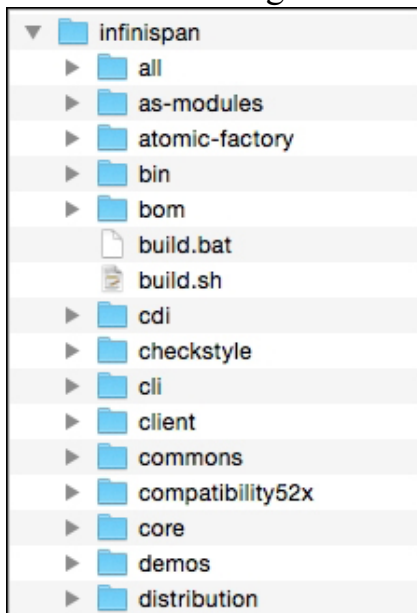 infinispan
all
as-modules
atomic-factory
bin
bom
build.bat
build.sh
cdi
checkstyle
cli
client
commons
compatibility52x
core
demos
distribution